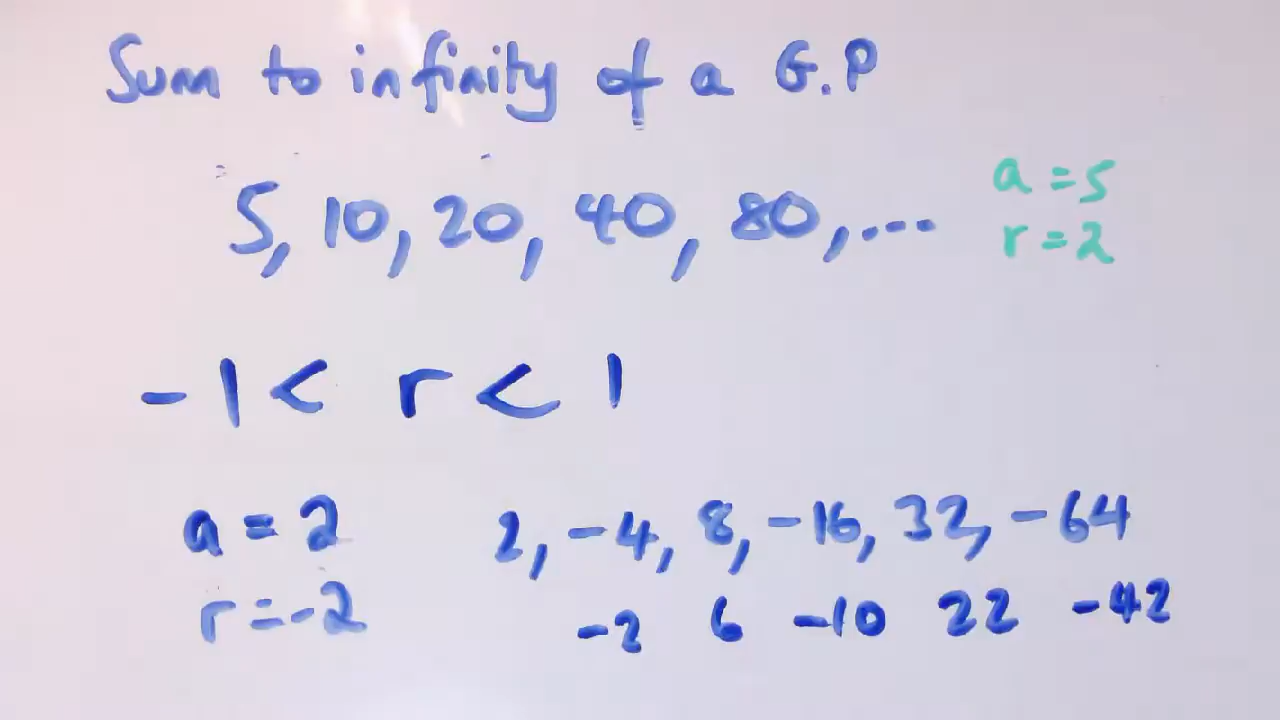 Sum to infinity of a G.P
5, 10, 20, 40, 80, ...
a = 5
r = 2
-1 < r < 1
a = 2
r = -2
2, -4, 8, -16, 32, -64
-2 6 -10 22 -42